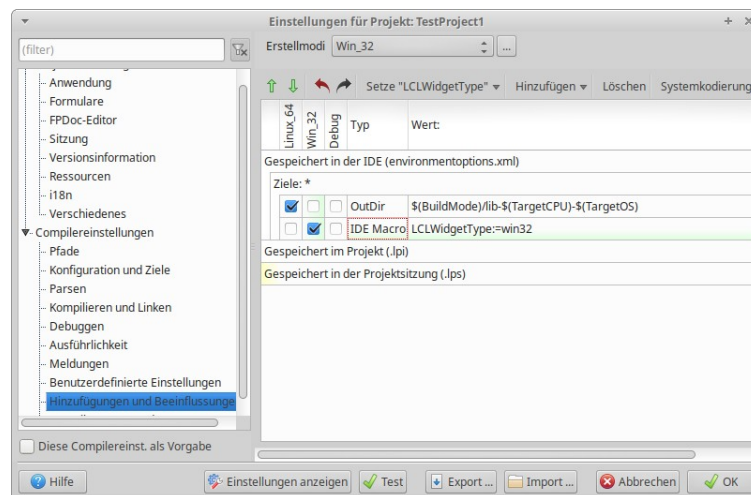 Einstellungen für Projekt: TestProject1
(filter)
Erstellmodi Win_32 ...
Setze "LCLWidgetType" Hinzufügen Löschen Systemkodierung
Anwendung
Formulare
FPDoc-Editor
Sitzung
Versionsinformation
Ressourcen
i18n
Verschiedenes
Compilereinstellungen
Pfade
Konfiguration und Ziele
Parsen
Kompilieren und Linken
Debuggen
Ausführlichkeit
Meldungen
Benutzerdefinierte Einstellungen
Hinzufügungen und Beeinflussunge
Diese Compilereinst. als Vorgabe
Linux_64 Win_32 Debug Typ Wert:
Gespeichert in der IDE (environmentoptions.xml)
Ziele: *
OutDir $(BuildMode)/lib-$(TargetCPU)-$(TargetOS)
IDE Macro LCLWidgetType:=win32
Gespeichert im Projekt (.lpi)
Gespeichert in der Projektsitzung (.lps)
Hilfe Einstellungen anzeigen Test Export ... Import ... Abbrechen OK